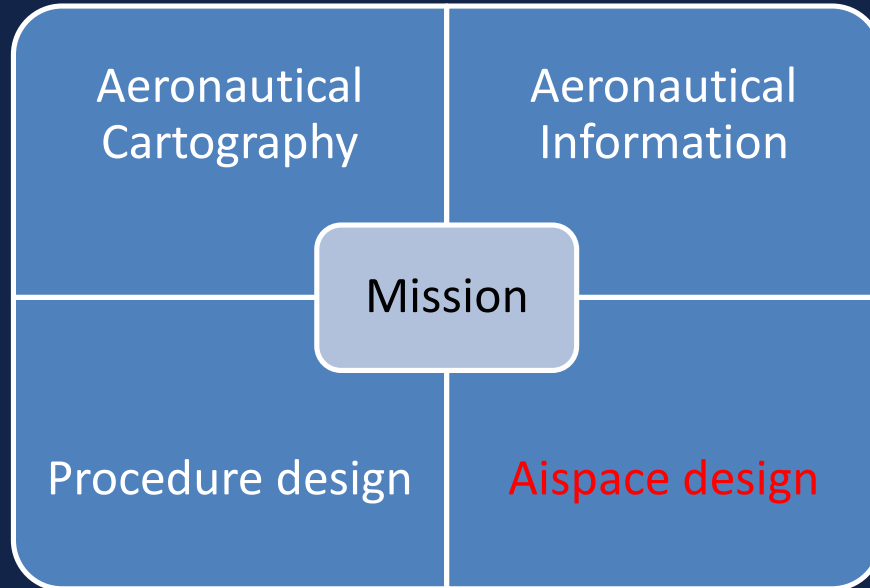 Aeronautical
Cartography
Aeronautical
Information
Mission
Procedure design
Aispace design